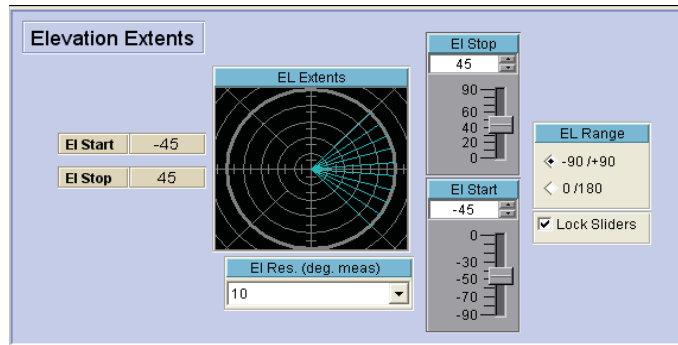 Elevation Extents
El Start -45
El Stop 45
EL Extents
El Res. (deg. meas)
10
El Stop
45
90
60
40
20
0
El Start
-45
0
-30
-50
-70
-90
EL Range
-90 /+90
0 /180
Lock Sliders